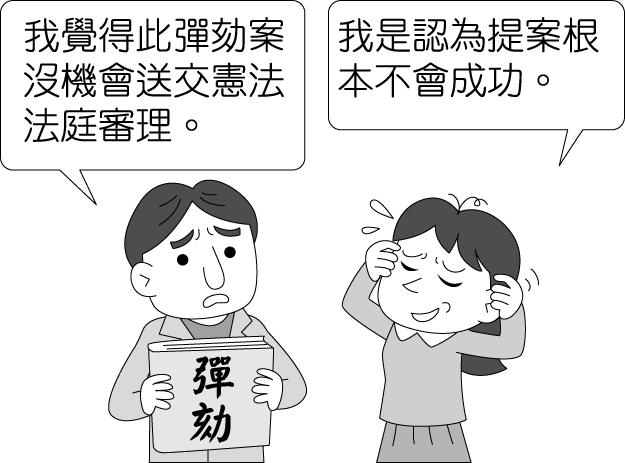 我覺得此彈劾案
沒機會送交憲法
法庭審理。
我是認為提案根
本不會成功。
彈劾